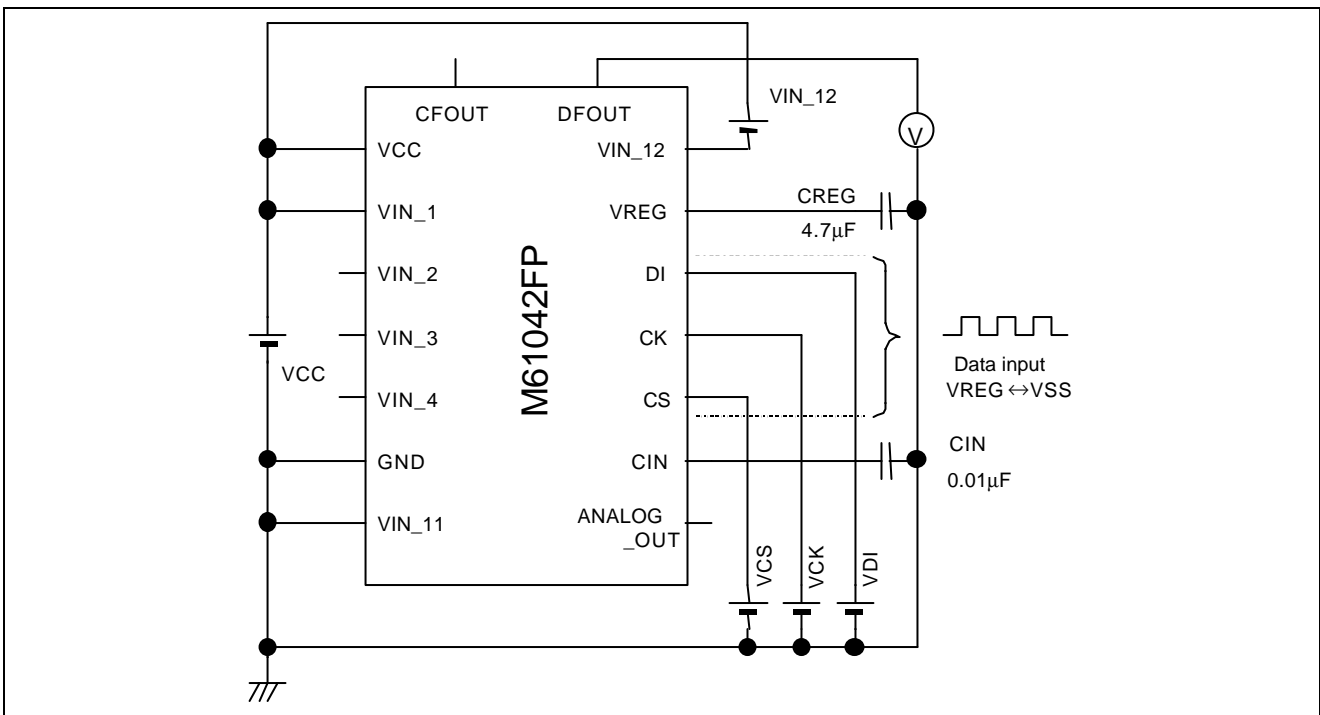 CFOUT
DFOUT
VIN_12
VCC
VIN_12
V
VIN_1
VREG
CREG
4.7μF
VIN_2
DI
M61042FP
VIN_3
CK
VCC
Data input
VREG↔VSS
VIN_4
CS
GND
CIN
CIN
0.01μF
VIN_11
ANALOG
_OUT
VCS
VCK
VDI